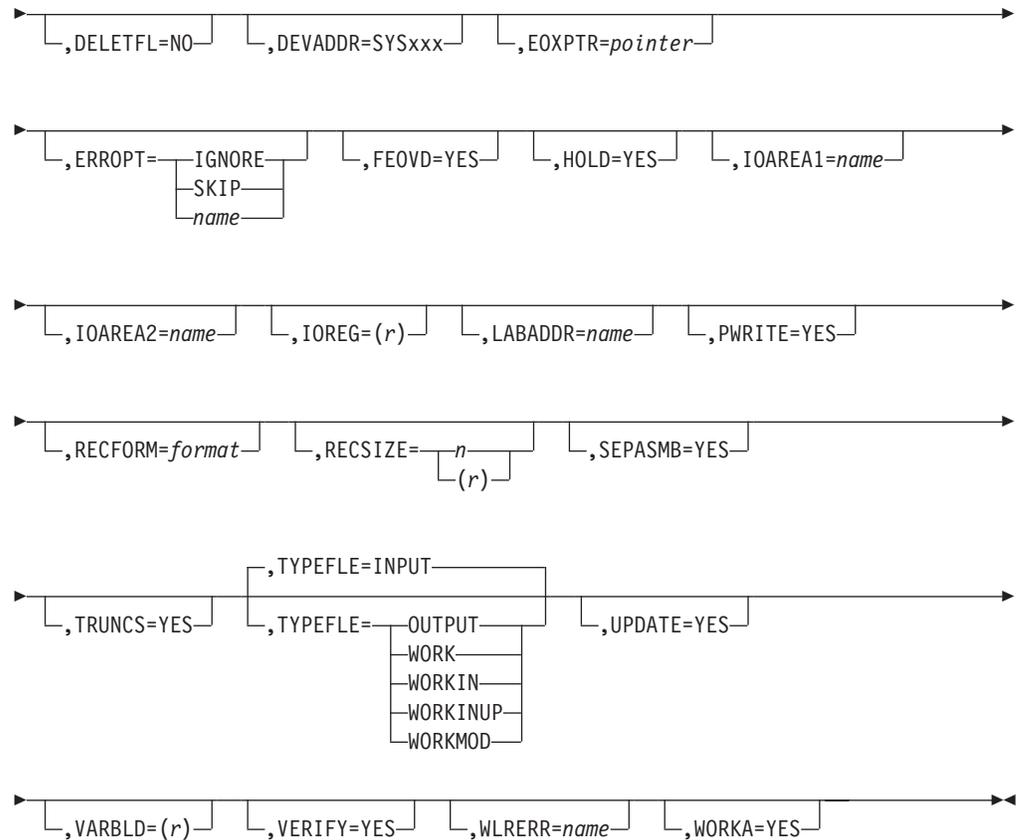 ,DELETFL=NO ,DEVADDR=SYSxxx ,EOXPTR=pointer
,ERROPT= IGNORE ,FEOVD=YES ,HOLD=YES ,IOAREA1=name
SKIP
name
,IOAREA2=name ,IOREG=(r) ,LABADDR=name ,PWRITE=YES
,RECFORM=format ,RECSIZE= n ,SEPASMB=YES
(r)
,TYPEFLE=INPUT
,TRUNCS=YES ,TYPEFLE= OUTPUT ,UPDATE=YES
WORK
WORKIN
WORKINUP
WORKMOD
,VARBLD=(r) ,VERIFY=YES ,WLRERR=name ,WORKA=YES